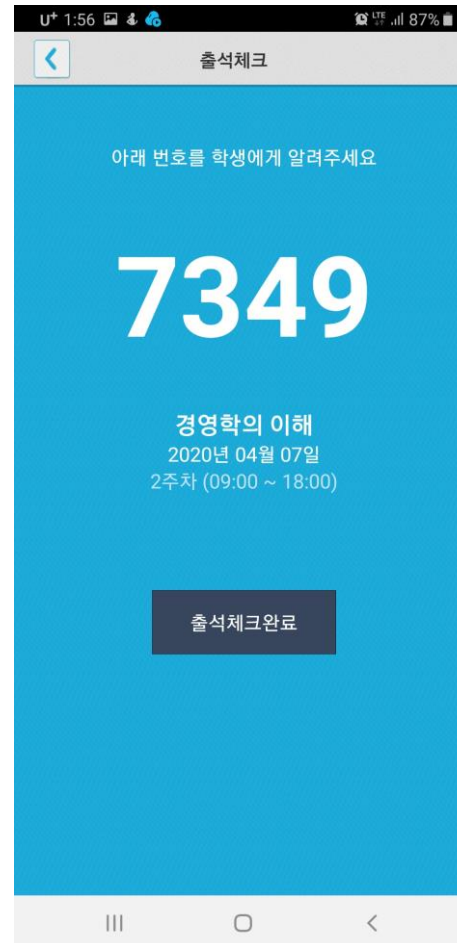 U+ 1:56 LTE 87%
출석체크
아래 번호를 학생에게 알려주세요
7349
경영학의 이해
2020년 04월 07일
2주차 (09:00 ~ 18:00)
출석체크완료